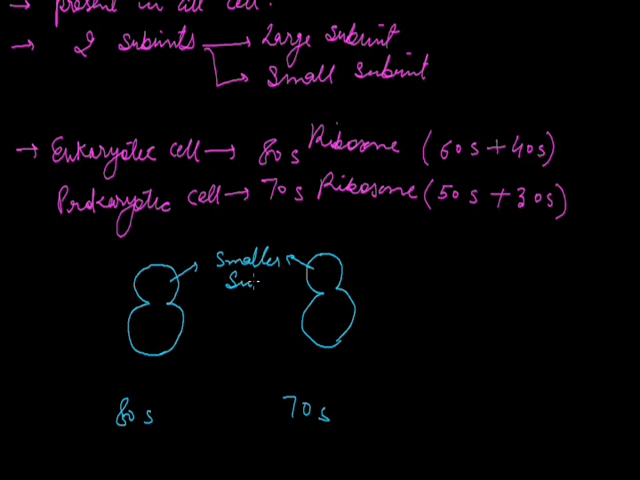 → present in all cell.
→ 2 Subunits → Large Subunit
→ Small Subunit
→ Eukaryotic cell → 80s Ribosome (60s + 40s)
Prokaryotic cell → 70s Ribosome (50s + 30s)
Smaller
Sui
80s 70s